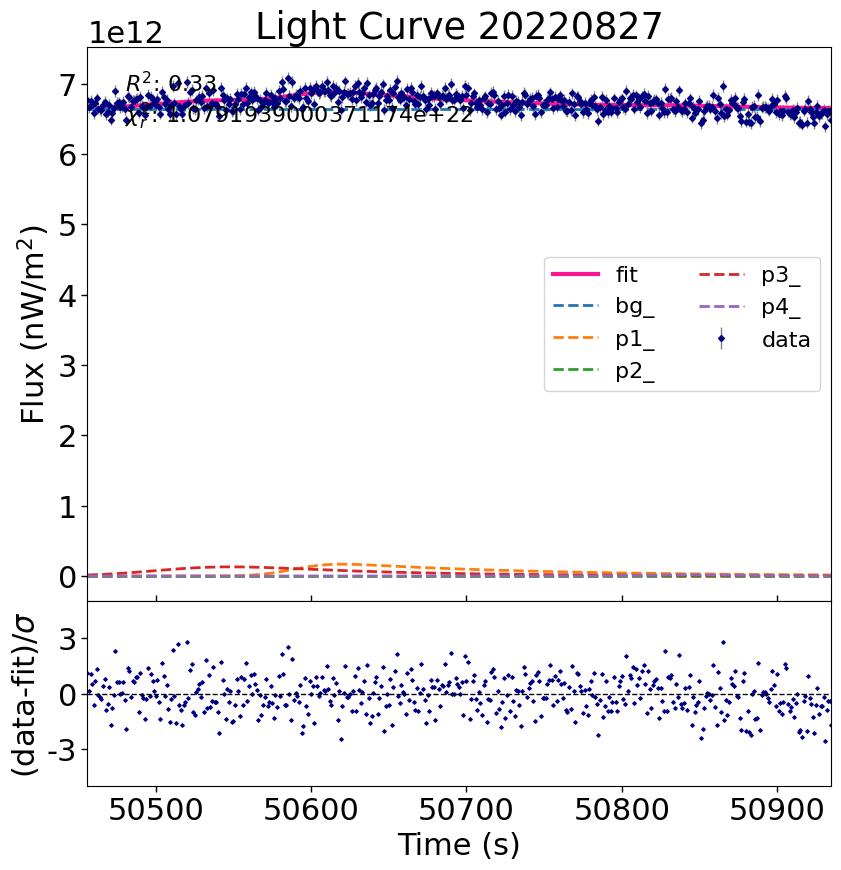 Light Curve 20220827
1e12
R²: 0.33
χ²ᵣ: 1.0791939000371174e+22
7
6
5
4
3
2
1
0
Flux (nW/m²)
fit
bg_
p1_
p2_
p3_
p4_
data
3
0
-3
(data-fit)/σ
50500 50600 50700 50800 50900
Time (s)